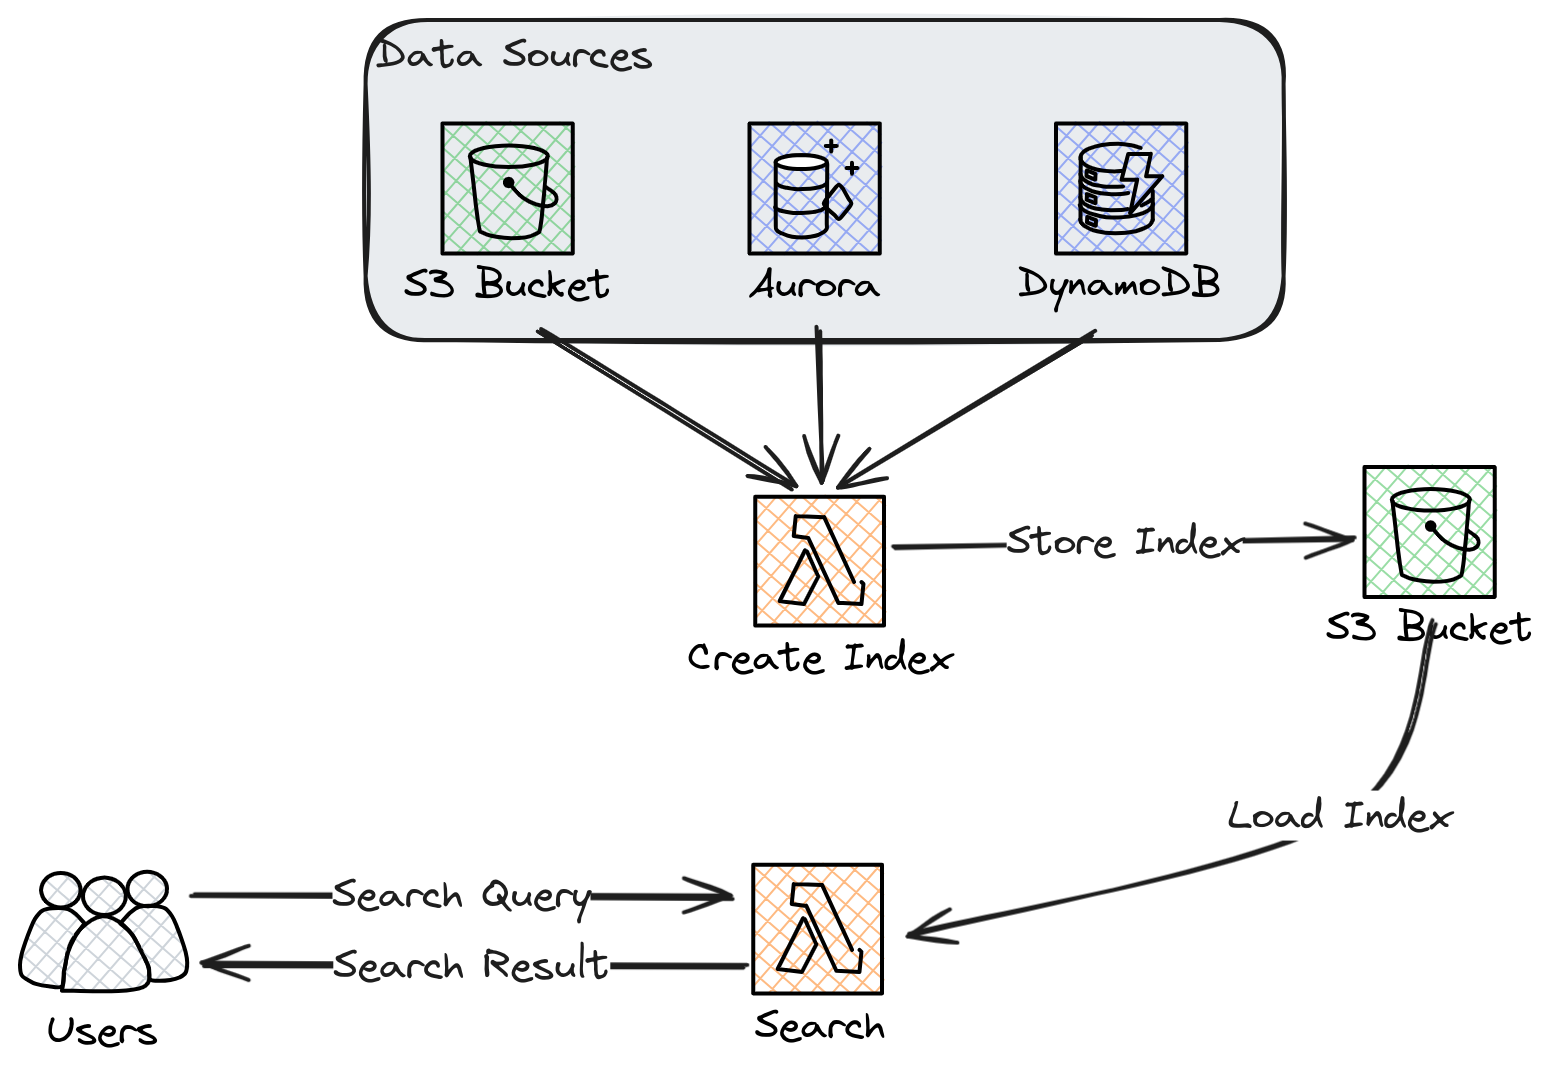 Data Sources
S3 Bucket
Aurora
DynamoDB
Store Index
S3 Bucket
Create Index
Load Index
Search Query
Search Result
Users
Search